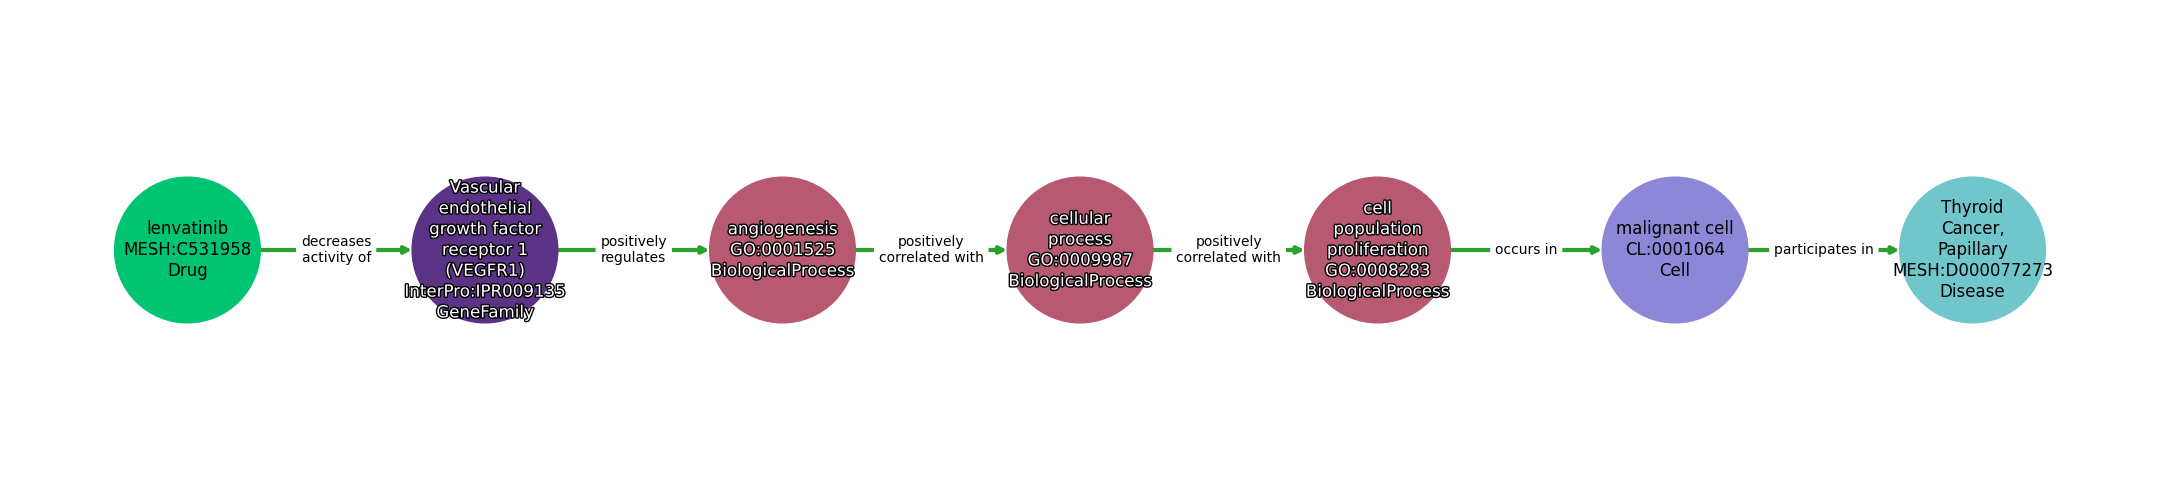 lenvatinib
MESH:C531958
Drug
decreases
activity of
Vascular
endothelial
growth factor
receptor 1
(VEGFR1)
InterPro:IPR009135
GeneFamily
positively
regulates
angiogenesis
GO:0001525
BiologicalProcess
positively
correlated with
cellular
process
GO:0009987
BiologicalProcess
positively
correlated with
cell
population
proliferation
GO:0008283
BiologicalProcess
occurs in
malignant cell
CL:0001064
Cell
participates in
Thyroid
Cancer,
Papillary
MESH:D000077273
Disease